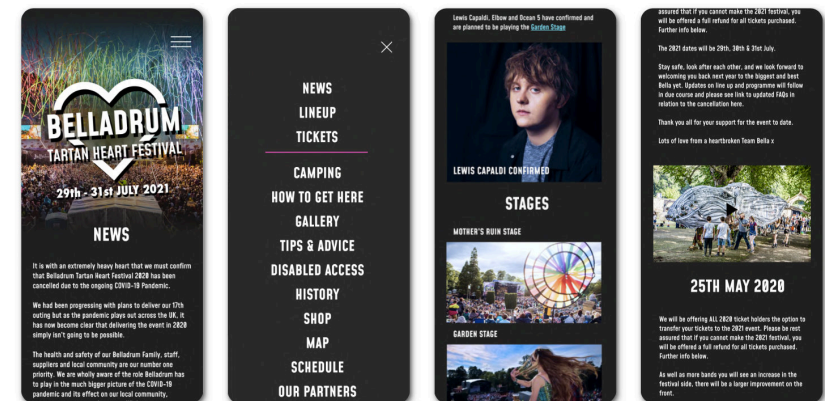 BELLADRUM
TARTAN HEART FESTIVAL
29th - 31st JULY 2021
NEWS
It is with an extremely heavy heart that we must confirm
that Belladrum Tartan Heart Festival 2020 has been
cancelled due to the ongoing COVID-19 Pandemic.
We had been progressing with plans to deliver our 17th
outing but as the pandemic plays out across the UK, it
has now become clear that delivering the event in 2020
simply isn't going to be possible.
The health and safety of our Belladrum Family, staff,
suppliers and local community are our number one
priority. We are wholly aware of the role Belladrum has
to play in the much bigger picture of the COVID-19
pandemic and its effect on our local community,
NEWS
LINEUP
TICKETS
CAMPING
HOW TO GET HERE
GALLERY
TIPS & ADVICE
DISABLED ACCESS
HISTORY
SHOP
MAP
SCHEDULE
OUR PARTNERS
Lewis Capaldi, Elbow and Ocean 5 have confirmed and
are planned to be playing the Garden Stage
LEWIS CAPALDI CONFIRMED
STAGES
MOTHER'S RUIN STAGE
GARDEN STAGE
assured that if you cannot make the 2021 festival, you
will be offered a full refund for all tickets purchased.
Further info below.
The 2021 dates will be 29th, 30th & 31st July.
Stay safe, look after each other, and we look forward to
welcoming you back next year to the biggest and best
Bella yet. Updates on line up and programme will follow
in due course and please see link to updated FAQs in
relation to the cancellation here.
Thank you all for your support for the event to date.
Lots of love from a heartbroken Team Bella x
25TH MAY 2020
We will be offering ALL 2020 ticket holders the option to
transfer your tickets to the 2021 event. Please be rest
assured that if you cannot make the 2021 festival, you
will be offered a full refund for all tickets purchased.
Further info below.
As well as more bands you will see an increase in the
festival side, there will be a larger improvement on the
front.